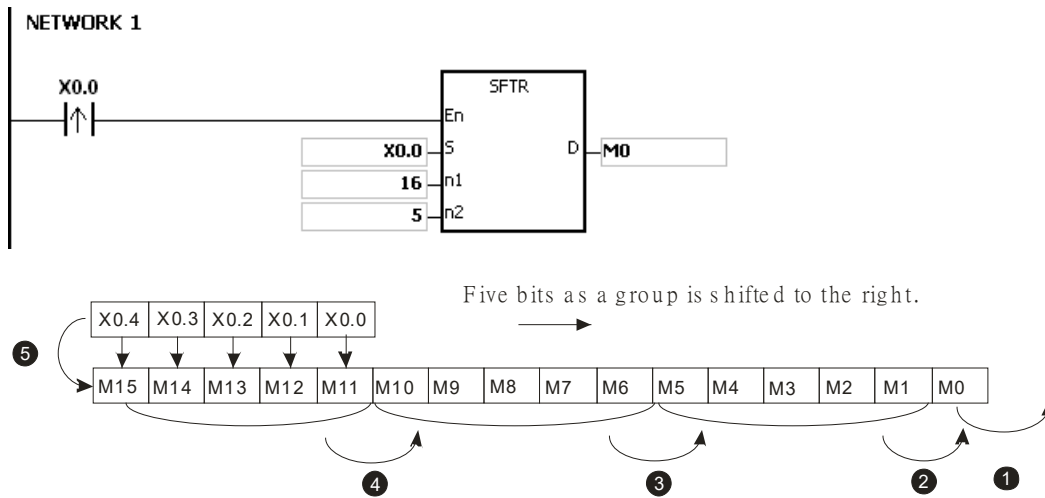 NETWORK 1
X0.0
SFTR
En
X0.0 S D M0
16 n1
5 n2
Five bits as a group is shifted to the right.
X0.4 X0.3 X0.2 X0.1 X0.0
5
M15 M14 M13 M12 M11 M10 M9 M8 M7 M6 M5 M4 M3 M2 M1 M0
4 3 2 1